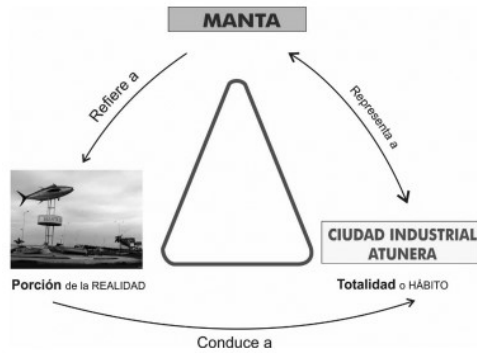 MANTA
Refiere a
Representa a
CIUDAD INDUSTRIAL
ATUNERA
Porción de la REALIDAD
Totalidad o HÁBITO
Conduce a